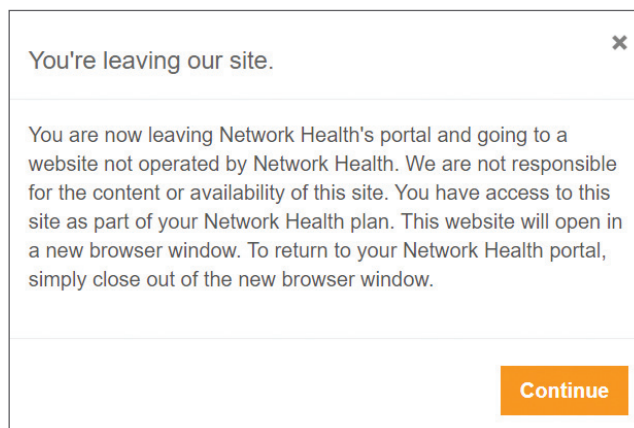 You're leaving our site.
×
You are now leaving Network Health's portal and going to a
website not operated by Network Health. We are not responsible
for the content or availability of this site. You have access to this
site as part of your Network Health plan. This website will open in
a new browser window. To return to your Network Health portal,
simply close out of the new browser window.
Continue